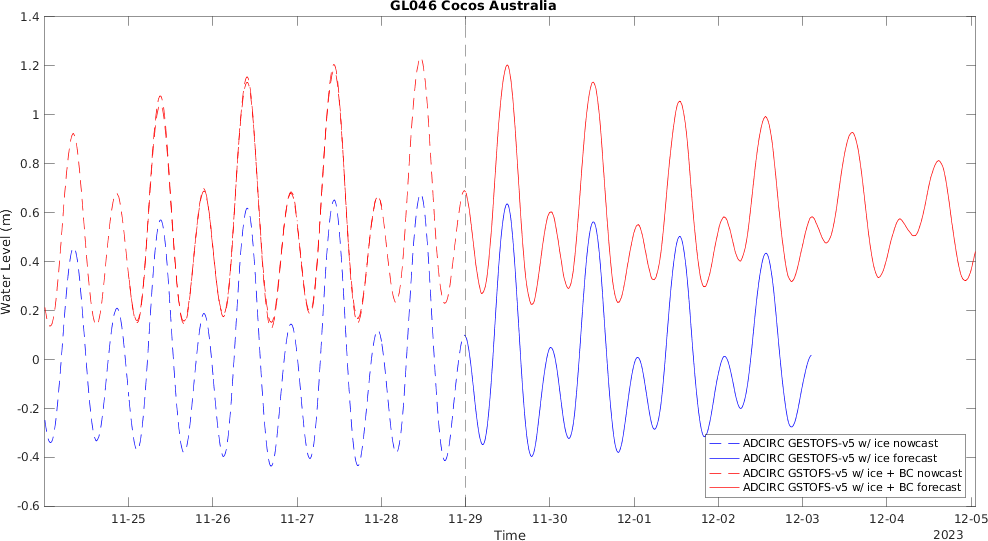 GL046 Cocos Australia
1.4
1.2
1
0.8
0.6
0.4
0.2
0
-0.2
-0.4
-0.6
Water Level (m)
11-25 11-26 11-27 11-28 11-29 11-30 12-01 12-02 12-03 12-04 12-05
Time
2023
ADCIRC GESTOFS-v5 w/ ice nowcast
ADCIRC GESTOFS-v5 w/ ice forecast
ADCIRC GSTOFS-v5 w/ ice + BC nowcast
ADCIRC GSTOFS-v5 w/ ice + BC forecast